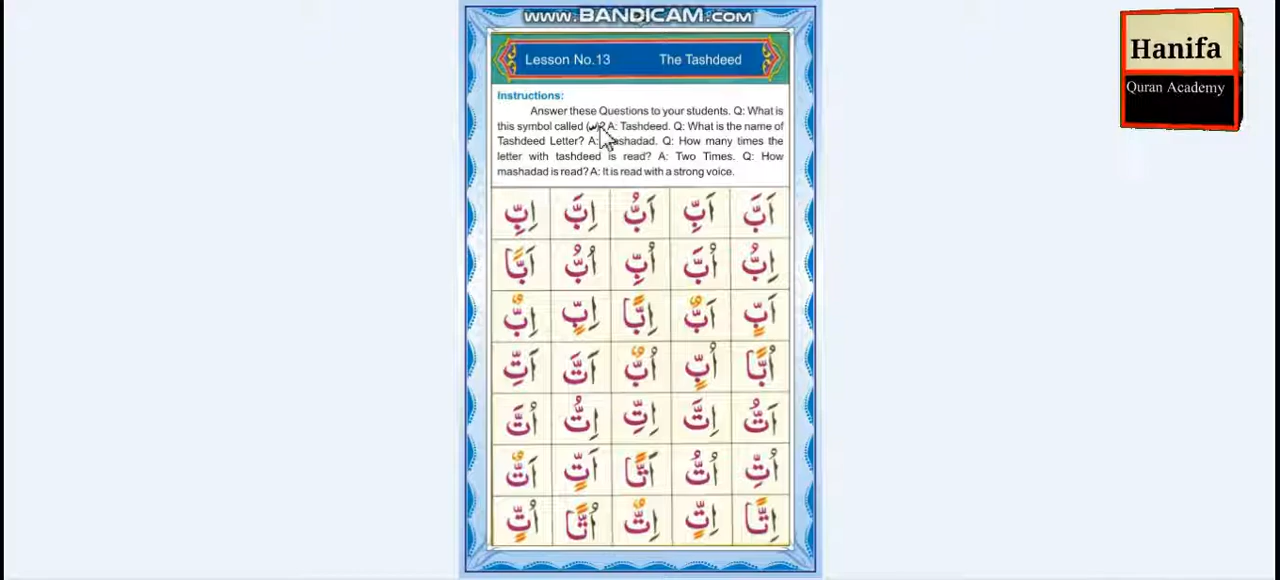 www.BANDICAM.com
Hanifa
Quran Academy
Lesson No.13 The Tashdeed
Instructions:
Answer these Questions to your students. Q: What is
this symbol called ( ّ )? A: Tashdeed. Q: What is the name of
Tashdeed Letter? A: ashadad. Q: How many times the
letter with tashdeed is read? A: Two Times. Q: How
mashadad is read? A: It is read with a strong voice.
اَبَّ اَبِّ اَبُّ اِبَّ اِبِّ
اِبُّ اُبَّ اُبِّ اُبُّ اَبًّا
اَبٍّ اَبٌّ اِبًّا اِبٍّ اِبٌّ
اُبًّا اُبٍّ اُبٌّ اَتَّ اَتِّ
اَتُّ اِتَّ اِتِّ اِتُّ اُتَّ
اُتِّ اُتُّ اَتًّا اَتٍّ اَتٌّ
اِتًّا اِتٍّ اِتٌّ اُتًّا اُتٍّ